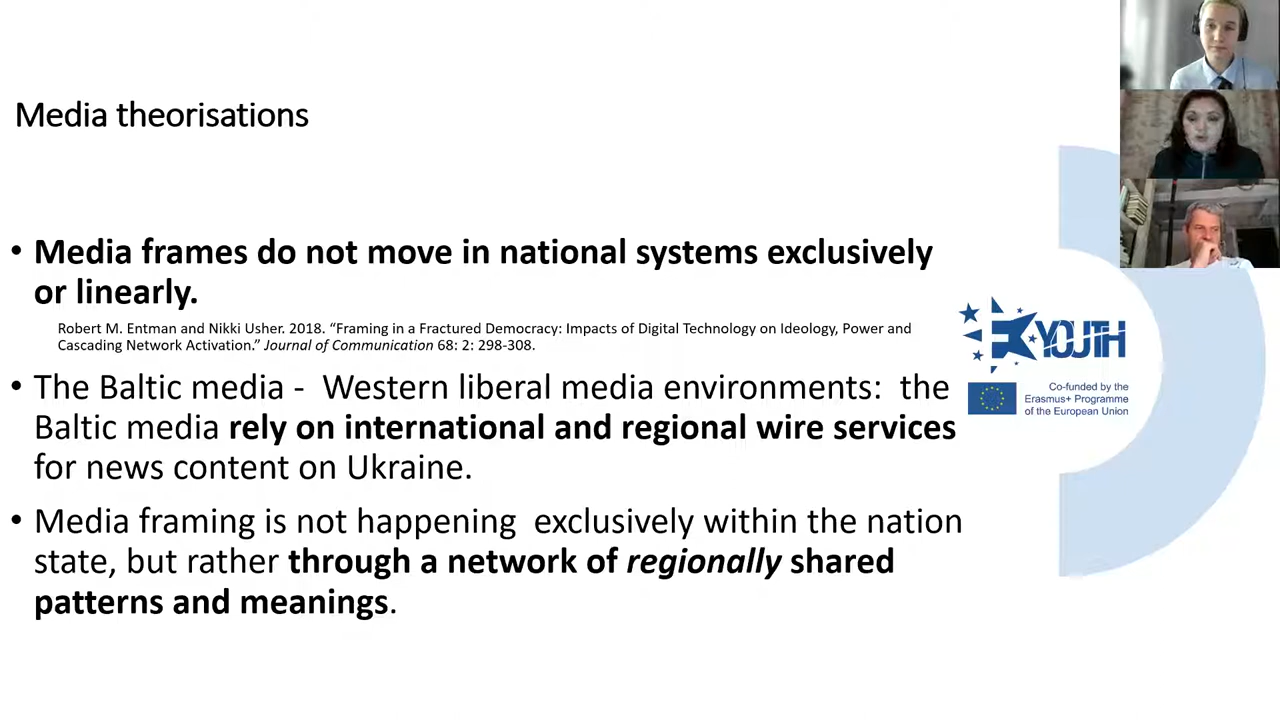 Media theorisations
• Media frames do not move in national systems exclusively
or linearly.
Robert M. Entman and Nikki Usher. 2018. “Framing in a Fractured Democracy: Impacts of Digital Technology on Ideology, Power and
Cascading Network Activation.” Journal of Communication 68: 2: 298-308.
• The Baltic media - Western liberal media environments: the
Baltic media rely on international and regional wire services
for news content on Ukraine.
• Media framing is not happening exclusively within the nation
state, but rather through a network of regionally shared
patterns and meanings.
YOUTH
Co-funded by the
Erasmus+ Programme
of the European Union